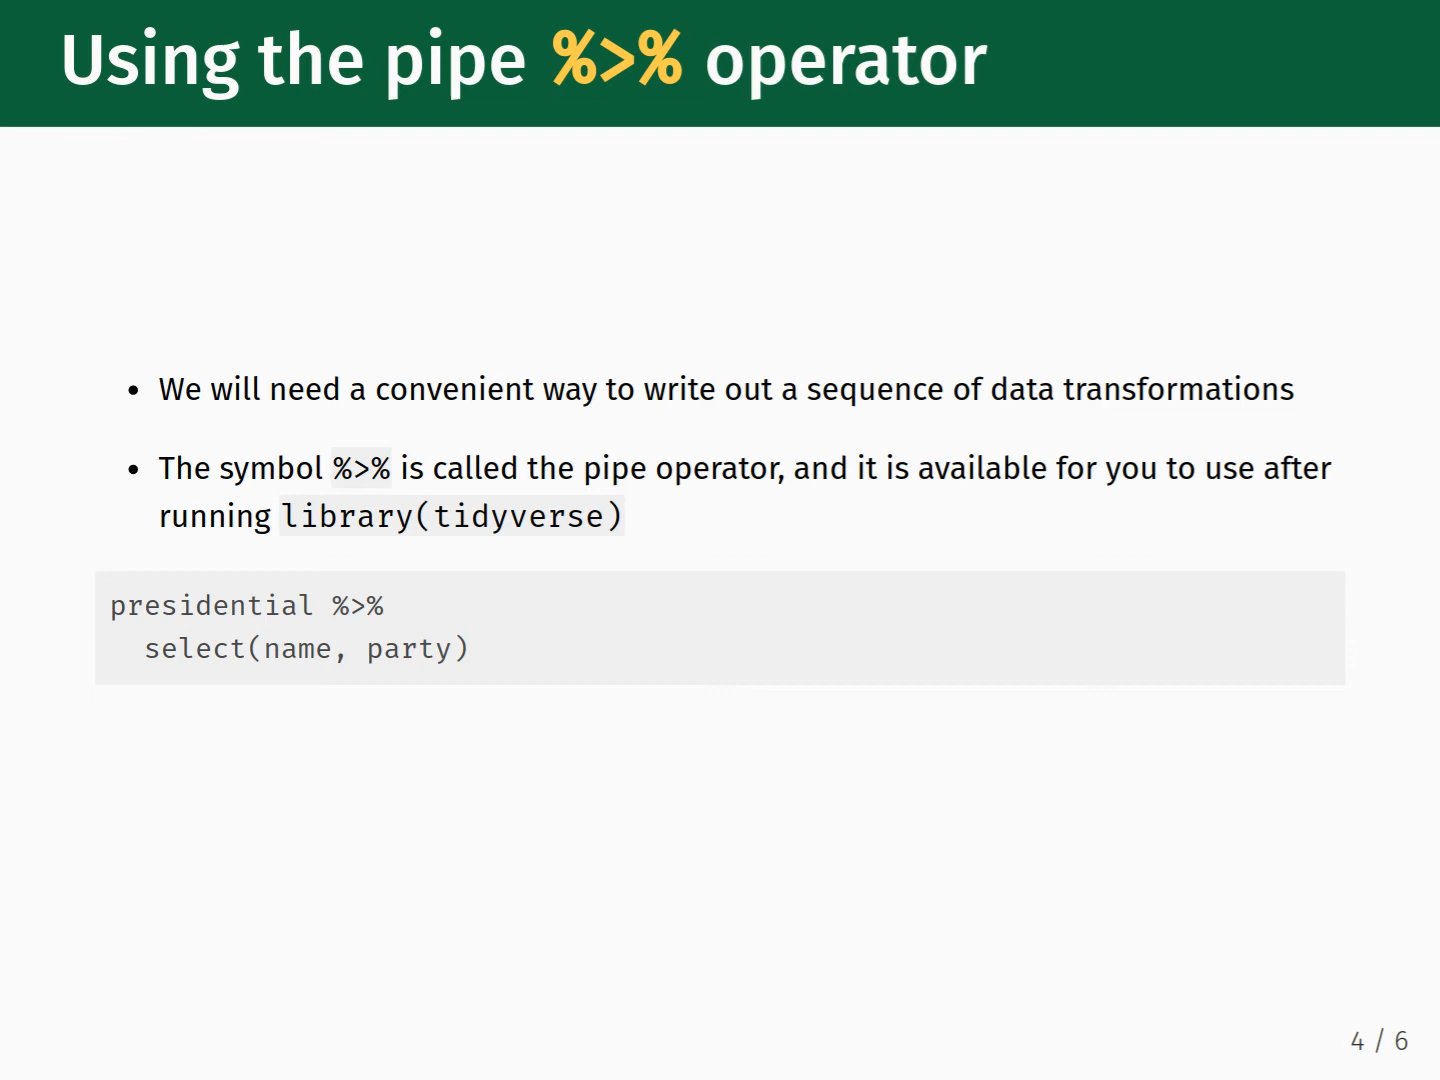 Using the pipe %>% operator
• We will need a convenient way to write out a sequence of data transformations
• The symbol %>% is called the pipe operator, and it is available for you to use after
running library(tidyverse)
presidential %>%
  select(name, party)
4 / 6